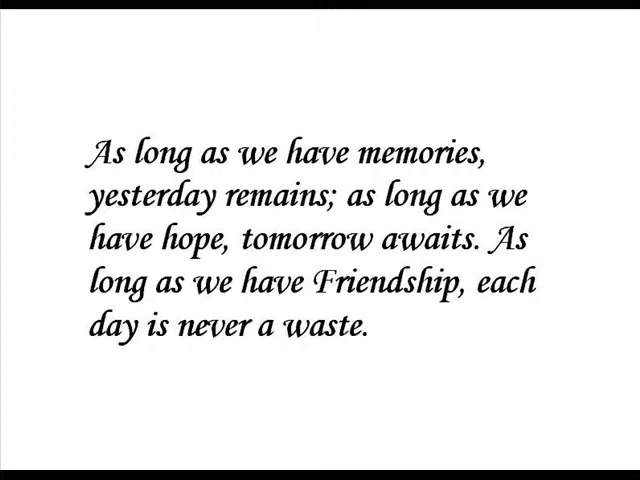 As long as we have memories,
yesterday remains; as long as we
have hope, tomorrow awaits. As
long as we have Friendship, each
day is never a waste.